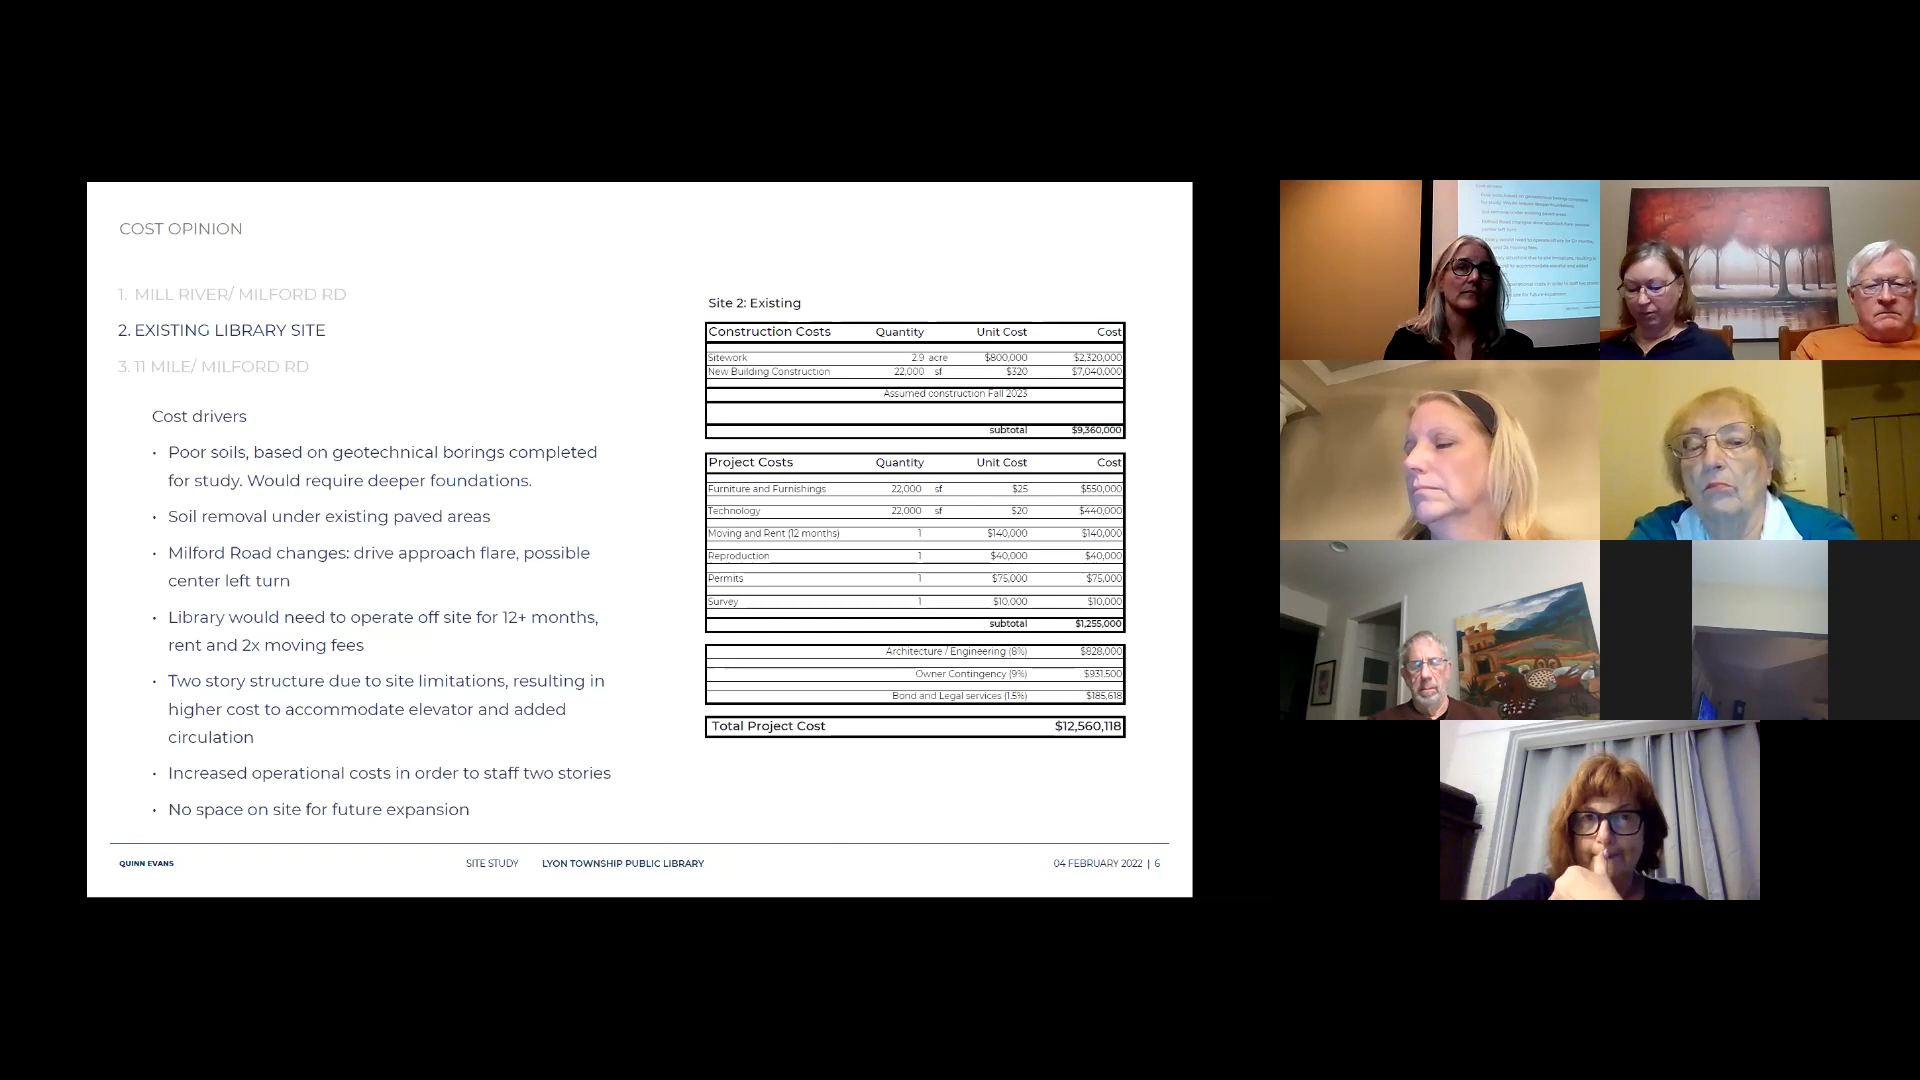 COST OPINION
1. MILL RIVER/ MILFORD RD
2. EXISTING LIBRARY SITE
3. 11 MILE/ MILFORD RD
Cost drivers
• Poor soils, based on geotechnical borings completed
for study. Would require deeper foundations.
• Soil removal under existing paved areas
• Milford Road changes: drive approach flare, possible
center left turn
• Library would need to operate off site for 12+ months,
rent and 2x moving fees
• Two story structure due to site limitations, resulting in
higher cost to accommodate elevator and added
circulation
• Increased operational costs in order to staff two stories
• No space on site for future expansion
Site 2: Existing
Construction Costs Quantity Unit Cost Cost
Sitework 2.9 acre $800,000 $2,320,000
New Building Construction 22,000 sf $320 $7,040,000
Assumed construction Fall 2023
subtotal $9,360,000
Project Costs Quantity Unit Cost Cost
Furniture and Furnishings 22,000 sf $25 $550,000
Technology 22,000 sf $20 $440,000
Moving and Rent (12 months) 1 $140,000 $140,000
Reproduction 1 $40,000 $40,000
Permits 1 $75,000 $75,000
Survey 1 $10,000 $10,000
subtotal $1,255,000
Architecture / Engineering (8%) $828,000
Owner Contingency (9%) $931,500
Bond and Legal services (1.5%) $185,618
Total Project Cost $12,560,118
QUINN EVANS SITE STUDY LYON TOWNSHIP PUBLIC LIBRARY 04 FEBRUARY 2022 | 6